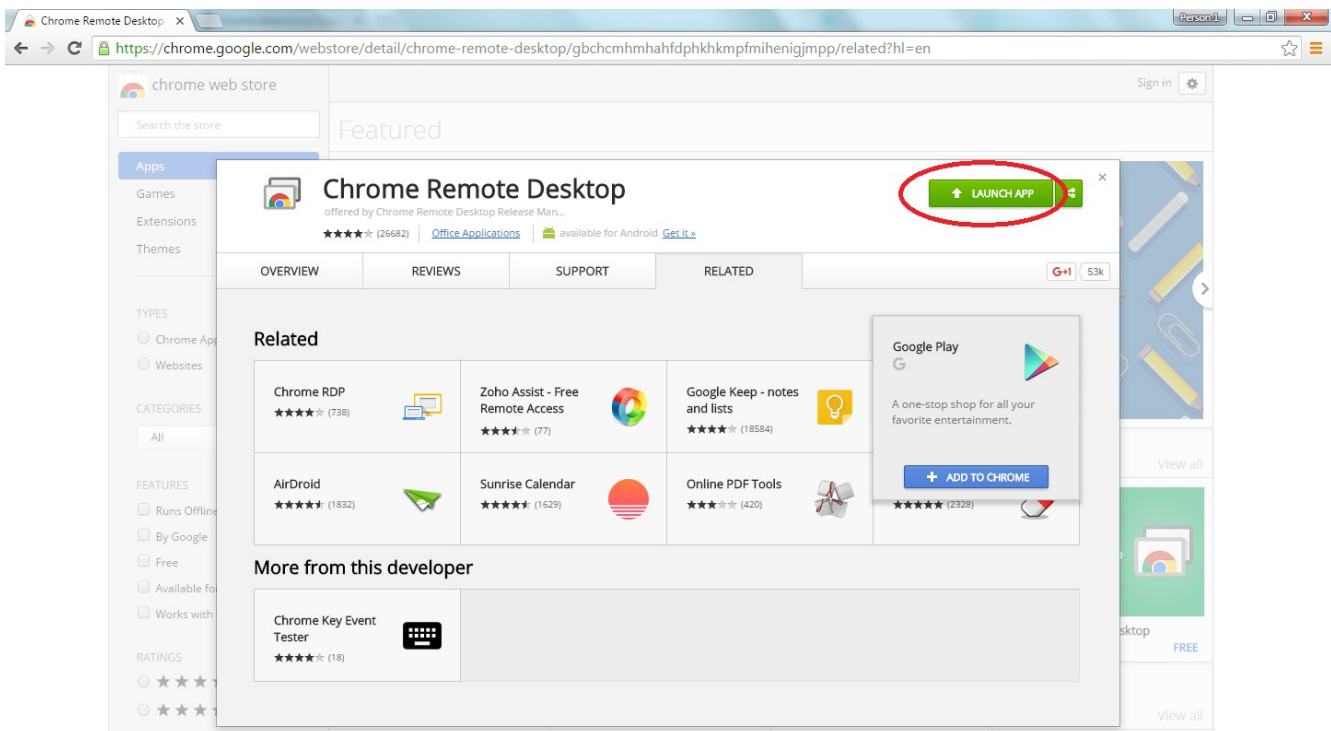 Chrome Remote Desktop
Person 1
https://chrome.google.com/webstore/detail/chrome-remote-desktop/gbchcmhmhahfdphkhkmpfmihenigjmpp/related?hl=en
chrome web store
Sign in
Search the store
Featured
Apps
Games
Extensions
Themes
TYPES
Chrome App
Websites
CATEGORIES
All
FEATURES
Runs Offline
By Google
Free
Available for
Works with
RATINGS
Chrome Remote Desktop
offered by Chrome Remote Desktop Release Man...
(26682) Office Applications available for Android Get it »
LAUNCH APP
OVERVIEW REVIEWS SUPPORT RELATED
G+1 53k
Related
Chrome RDP
(738)
Zoho Assist - Free
Remote Access
(77)
Google Keep - notes
and lists
(18584)
Google Play
G
A one-stop shop for all your
favorite entertainment.
ADD TO CHROME
AirDroid
(1832)
Sunrise Calendar
(1629)
Online PDF Tools
(420)
(2328)
More from this developer
Chrome Key Event
Tester
(18)
View all
sktop
FREE
View all